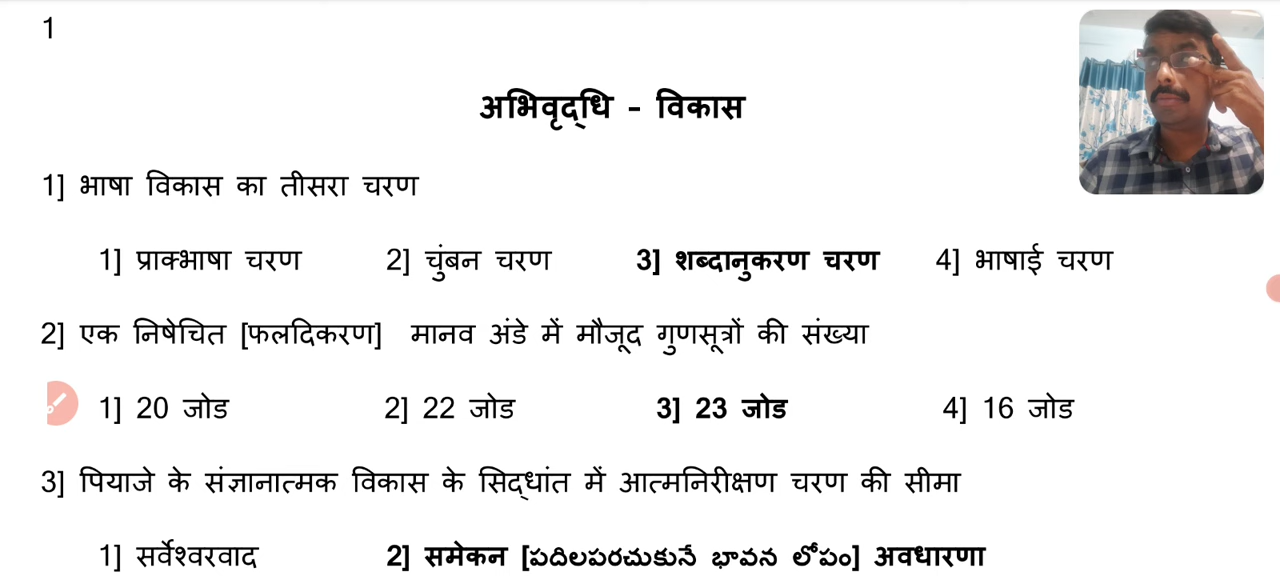 1
अभिवृद्धि - विकास
1] भाषा विकास का तीसरा चरण
1] प्राक्भाषा चरण 2] चुंबन चरण 3] शब्दानुकरण चरण 4] भाषाई चरण
2] एक निषेचित [फलदिकरण] मानव अंडे में मौजूद गुणसूत्रों की संख्या
1] 20 जोड 2] 22 जोड 3] 23 जोड 4] 16 जोड
3] पियाजे के संज्ञानात्मक विकास के सिद्धांत में आत्मनिरीक्षण चरण की सीमा
1] सर्वेश्वरवाद 2] समेकन [పదిలపరచుకునే భావన లోపం] अवधारणा